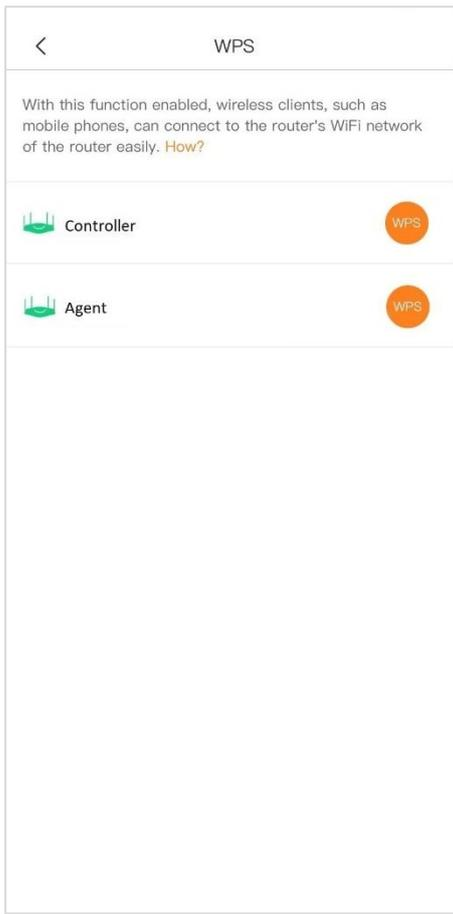 WPS
With this function enabled, wireless clients, such as
mobile phones, can connect to the router's WiFi network
of the router easily. How?
Controller
WPS
Agent
WPS